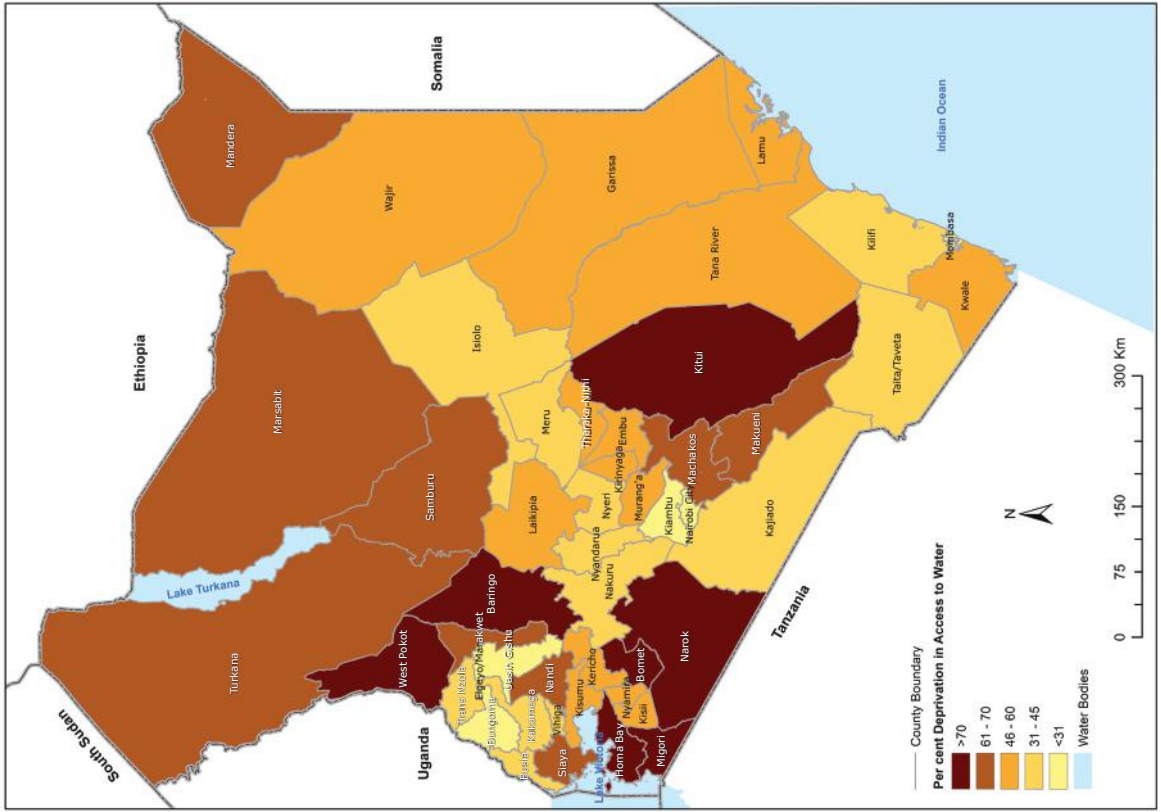 South Sudan
Ethiopia
Somalia
Uganda
Tanzania
Indian Ocean
Lake Turkana
Lake Victoria
Mandera
Wajir
Garissa
Lamu
Tana River
Kilifi
Mombasa
Kwale
Taita/Taveta
Marsabit
Isiolo
Samburu
Turkana
Meru
Tharaka-Nithi
Kitui
Embu
Kirinyaga
Machakos
Makueni
Laikipia
Nyeri
Murang'a
Kiambu
Nairobi City
Kajiado
Nyandarua
Nakuru
Baringo
West Pokot
Elgeyo/Marakwet
Uasin Gishu
Trans Nzoia
Bungoma
Kakamega
Nandi
Vihiga
Busia
Siaya
Kisumu
Kericho
Bomet
Narok
Nyamira
Kisii
Homa Bay
Migori
N
0 75 150 300 Km
County Boundary
Per cent Deprivation in Access to Water
>70
61 - 70
46 - 60
31 - 45
<31
Water Bodies